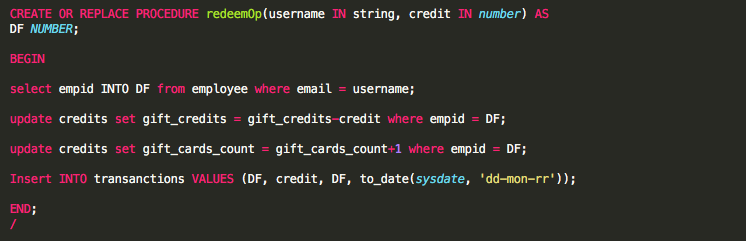 CREATE OR REPLACE PROCEDURE redeemOp(username IN string, credit IN number) AS
DF NUMBER;
BEGIN
select empid INTO DF from employee where email = username;
update credits set gift_credits = gift_credits-credit where empid = DF;
update credits set gift_cards_count = gift_cards_count+1 where empid = DF;
Insert INTO transanctions VALUES (DF, credit, DF, to_date(sysdate, 'dd-mon-rr'));
END;
/